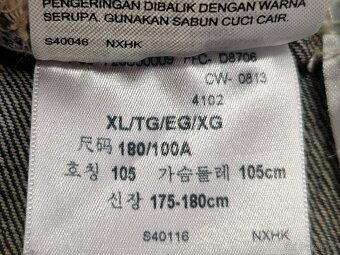 PENGERINGAN DIBALIK DENGAN WARNA
SERUPA. GUNAKAN SABUN CUCI CAIR.
S40046 NXHK
PFC- D8706
CW- 0813
4102
XL/TG/EG/XG
尺码 180/100A
호칭 105 가슴둘레 105cm
신장 175-180cm
S40116 NXHK